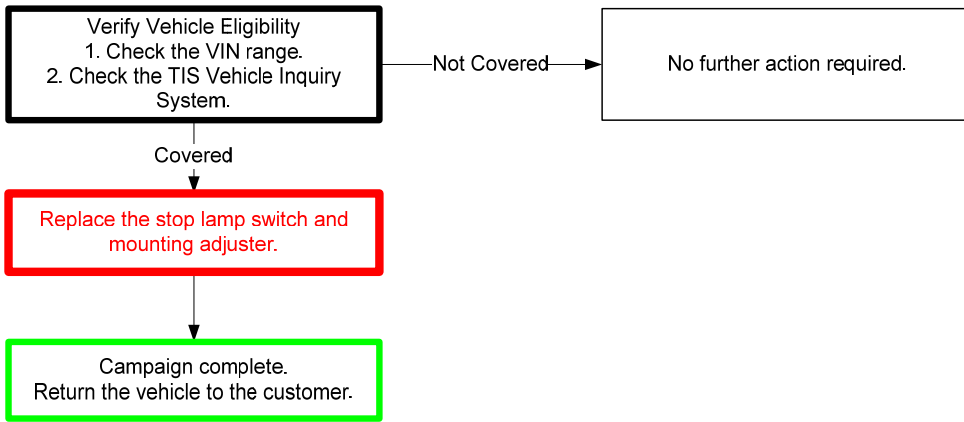 Verify Vehicle Eligibility
1. Check the VIN range.
2. Check the TIS Vehicle Inquiry
System.
Not Covered
No further action required.
Covered
Replace the stop lamp switch and
mounting adjuster.
Campaign complete.
Return the vehicle to the customer.